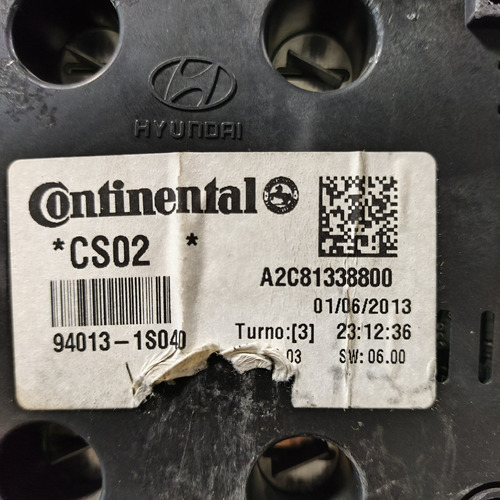 HYUNDAI
Continental
*CS02 *
A2C81338800
01/06/2013
94013-1S040
Turno:[3] 23:12:36
03 SW: 06.00